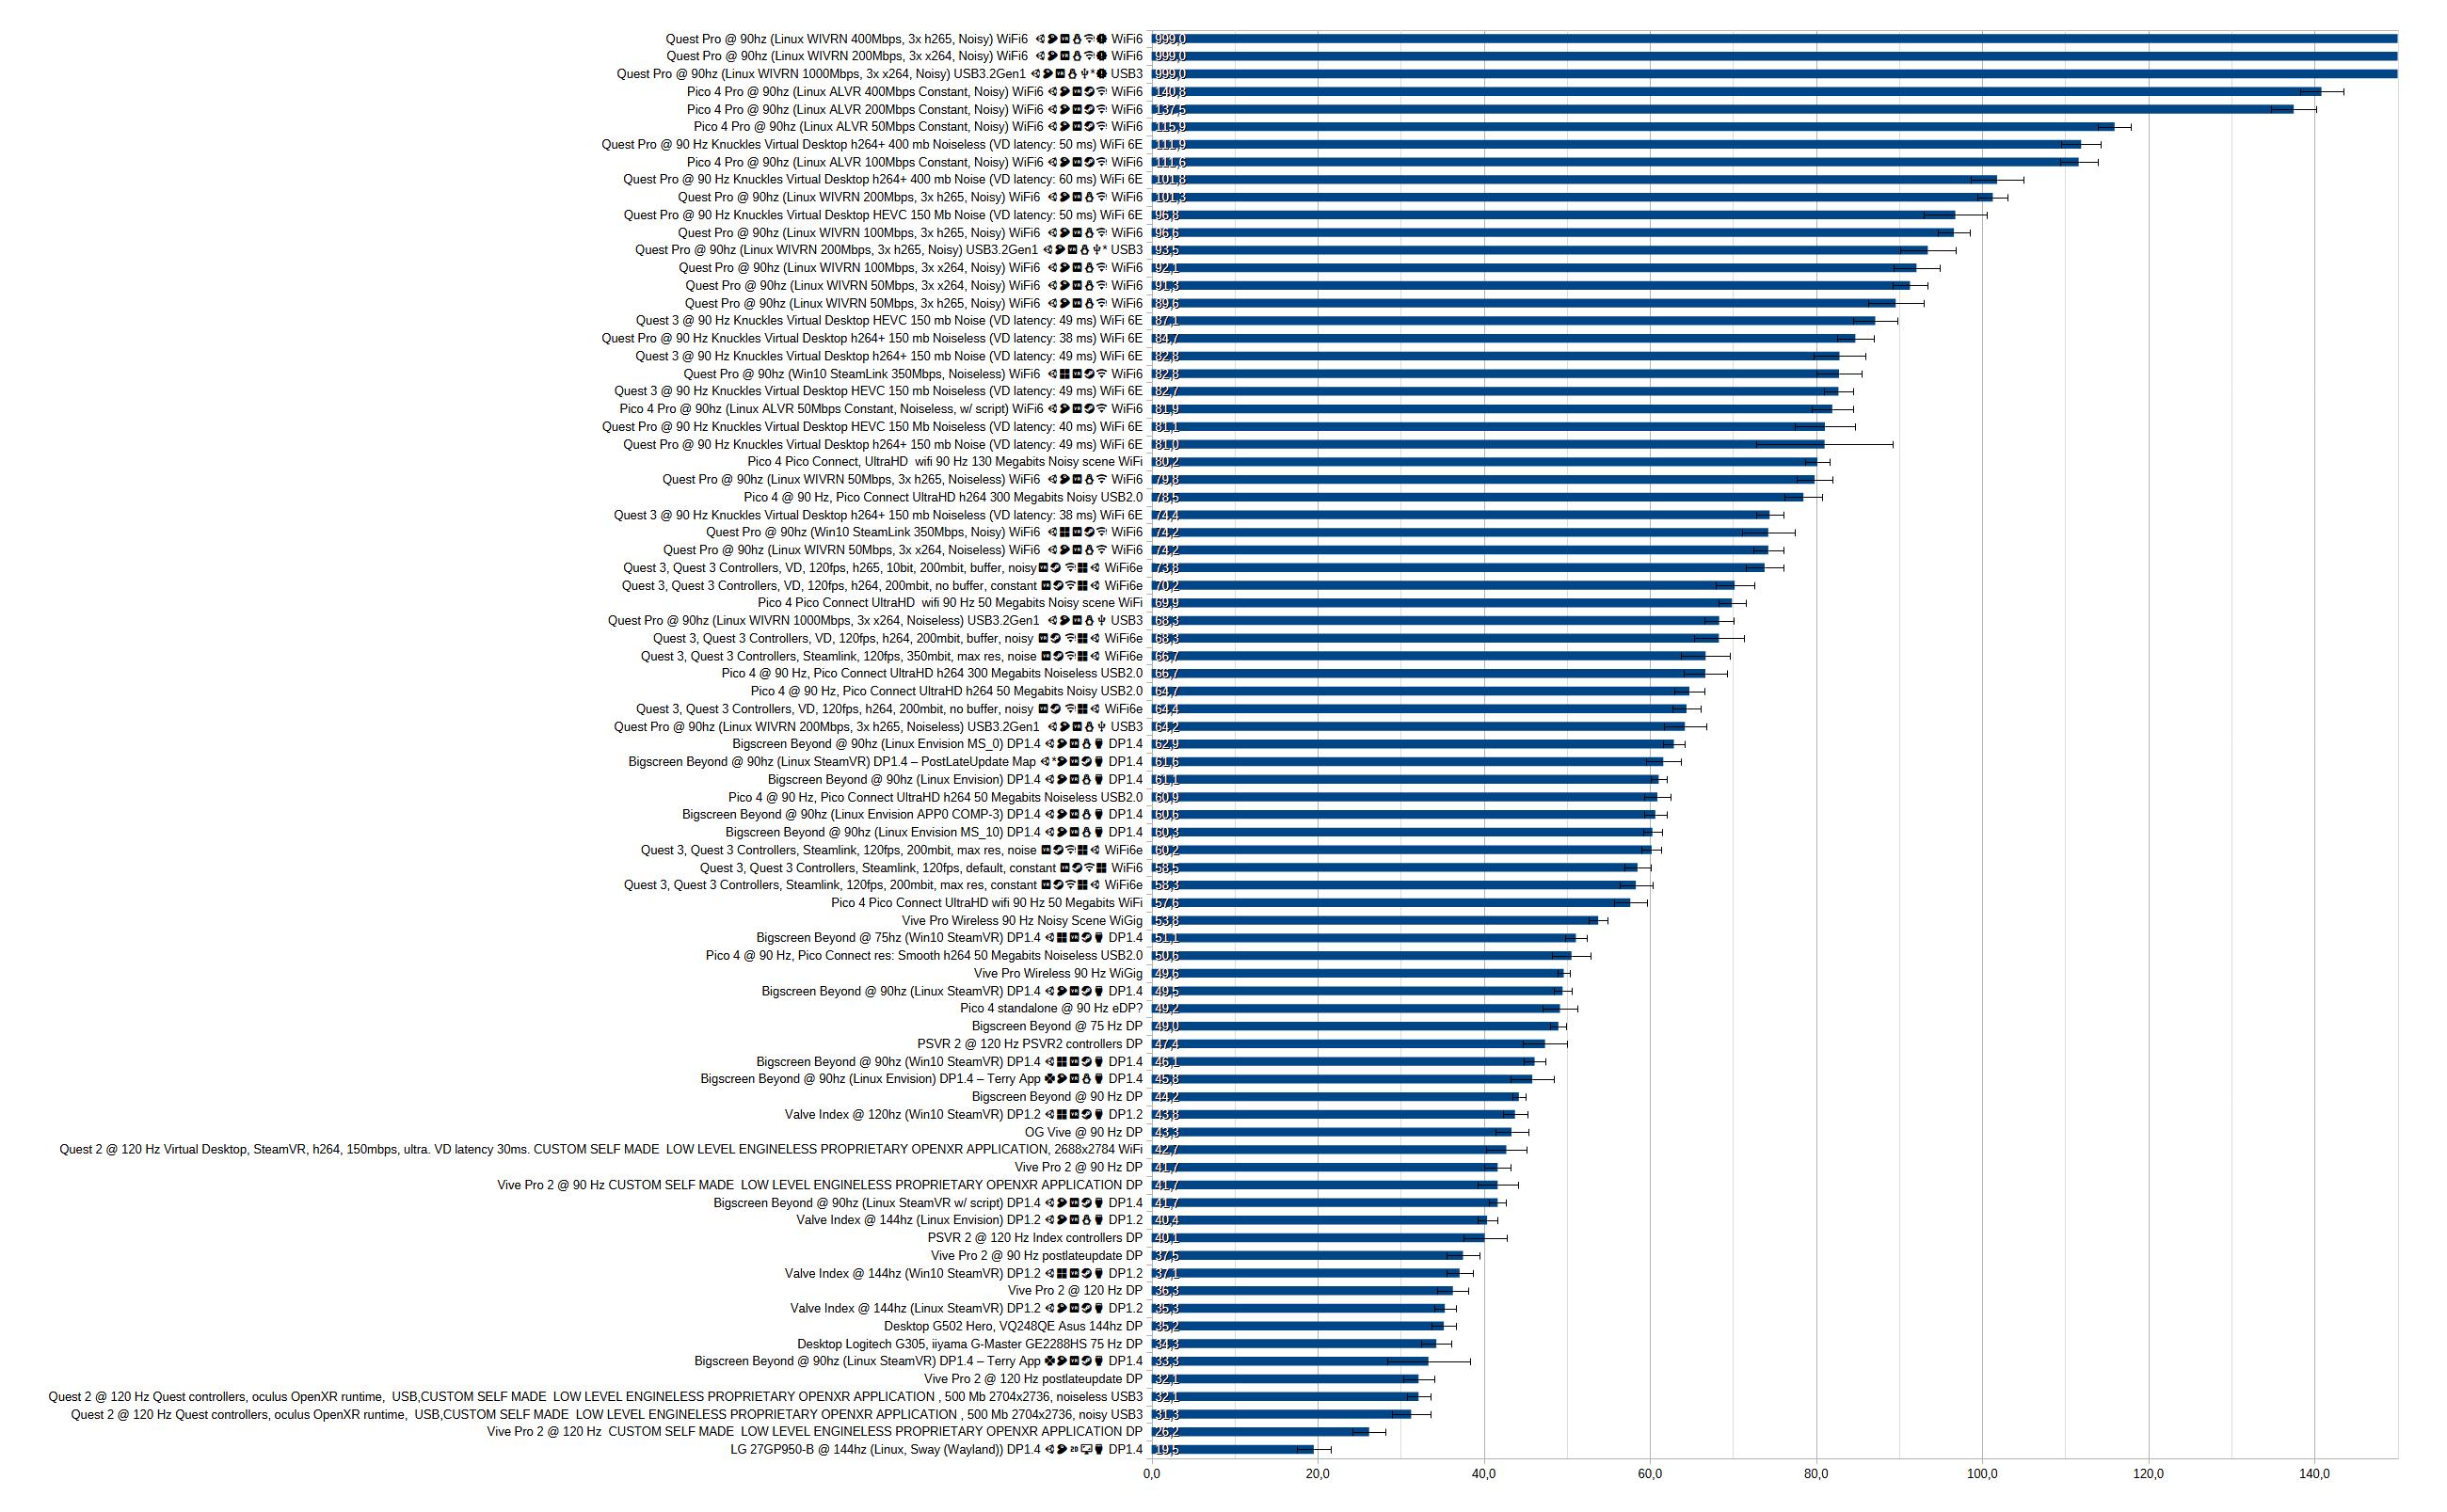 Quest Pro @ 90hz (Linux WIVRN 400Mbps, 3x h265, Noisy) WiFi6 WiFi6 999,0
Quest Pro @ 90hz (Linux WIVRN 200Mbps, 3x x264, Noisy) WiFi6 WiFi6 999,0
Quest Pro @ 90hz (Linux WIVRN 1000Mbps, 3x x264, Noisy) USB3.2Gen1 * USB3 999,0
Pico 4 Pro @ 90hz (Linux ALVR 400Mbps Constant, Noisy) WiFi6 WiFi6 140,8
Pico 4 Pro @ 90hz (Linux ALVR 200Mbps Constant, Noisy) WiFi6 WiFi6 137,5
Pico 4 Pro @ 90hz (Linux ALVR 50Mbps Constant, Noisy) WiFi6 WiFi6 115,9
Quest Pro @ 90 Hz Knuckles Virtual Desktop h264+ 400 mb Noiseless (VD latency: 50 ms) WiFi 6E 111,9
Pico 4 Pro @ 90hz (Linux ALVR 100Mbps Constant, Noisy) WiFi6 WiFi6 111,6
Quest Pro @ 90 Hz Knuckles Virtual Desktop h264+ 400 mb Noise (VD latency: 60 ms) WiFi 6E 101,8
Quest Pro @ 90hz (Linux WIVRN 200Mbps, 3x h265, Noisy) WiFi6 WiFi6 101,3
Quest Pro @ 90 Hz Knuckles Virtual Desktop HEVC 150 Mb Noise (VD latency: 50 ms) WiFi 6E 96,8
Quest Pro @ 90hz (Linux WIVRN 100Mbps, 3x h265, Noisy) WiFi6 WiFi6 96,6
Quest Pro @ 90hz (Linux WIVRN 200Mbps, 3x h265, Noisy) USB3.2Gen1 * USB3 93,5
Quest Pro @ 90hz (Linux WIVRN 100Mbps, 3x x264, Noisy) WiFi6 WiFi6 92,1
Quest Pro @ 90hz (Linux WIVRN 50Mbps, 3x x264, Noisy) WiFi6 WiFi6 91,3
Quest Pro @ 90hz (Linux WIVRN 50Mbps, 3x h265, Noisy) WiFi6 WiFi6 89,6
Quest 3 @ 90 Hz Knuckles Virtual Desktop HEVC 150 mb Noise (VD latency: 49 ms) WiFi 6E 87,1
Quest Pro @ 90 Hz Knuckles Virtual Desktop h264+ 150 mb Noiseless (VD latency: 38 ms) WiFi 6E 84,7
Quest 3 @ 90 Hz Knuckles Virtual Desktop h264+ 150 mb Noise (VD latency: 49 ms) WiFi 6E 82,8
Quest Pro @ 90hz (Win10 SteamLink 350Mbps, Noiseless) WiFi6 WiFi6 82,8
Quest 3 @ 90 Hz Knuckles Virtual Desktop HEVC 150 mb Noiseless (VD latency: 49 ms) WiFi 6E 82,7
Pico 4 Pro @ 90hz (Linux ALVR 50Mbps Constant, Noiseless, w/ script) WiFi6 WiFi6 81,9
Quest Pro @ 90 Hz Knuckles Virtual Desktop HEVC 150 Mb Noiseless (VD latency: 40 ms) WiFi 6E 81,1
Quest Pro @ 90 Hz Knuckles Virtual Desktop h264+ 150 mb Noise (VD latency: 49 ms) WiFi 6E 81,0
Pico 4 Pico Connect, UltraHD wifi 90 Hz 130 Megabits Noisy scene WiFi 80,2
Quest Pro @ 90hz (Linux WIVRN 50Mbps, 3x h265, Noiseless) WiFi6 WiFi6 79,8
Pico 4 @ 90 Hz, Pico Connect UltraHD h264 300 Megabits Noisy USB2.0 78,5
Quest 3 @ 90 Hz Knuckles Virtual Desktop h264+ 150 mb Noiseless (VD latency: 38 ms) WiFi 6E 74,4
Quest Pro @ 90hz (Win10 SteamLink 350Mbps, Noisy) WiFi6 WiFi6 74,2
Quest Pro @ 90hz (Linux WIVRN 50Mbps, 3x x264, Noiseless) WiFi6 WiFi6 74,2
Quest 3, Quest 3 Controllers, VD, 120fps, h265, 10bit, 200mbit, buffer, noisy WiFi6e 73,8
Quest 3, Quest 3 Controllers, VD, 120fps, h264, 200mbit, no buffer, constant WiFi6e 70,2
Pico 4 Pico Connect UltraHD wifi 90 Hz 50 Megabits Noisy scene WiFi 69,9
Quest Pro @ 90hz (Linux WIVRN 1000Mbps, 3x x264, Noiseless) USB3.2Gen1 USB3 68,3
Quest 3, Quest 3 Controllers, VD, 120fps, h264, 200mbit, buffer, noisy WiFi6e 68,3
Quest 3, Quest 3 Controllers, Steamlink, 120fps, 350mbit, max res, noise WiFi6e 66,7
Pico 4 @ 90 Hz, Pico Connect UltraHD h264 300 Megabits Noiseless USB2.0 66,7
Pico 4 @ 90 Hz, Pico Connect UltraHD h264 50 Megabits Noisy USB2.0 64,7
Quest 3, Quest 3 Controllers, VD, 120fps, h264, 200mbit, no buffer, noisy WiFi6e 64,4
Quest Pro @ 90hz (Linux WIVRN 200Mbps, 3x h265, Noiseless) USB3.2Gen1 USB3 64,2
Bigscreen Beyond @ 90hz (Linux Envision MS_0) DP1.4 DP1.4 62,9
Bigscreen Beyond @ 90hz (Linux SteamVR) DP1.4 – PostLateUpdate Map * DP1.4 61,6
Bigscreen Beyond @ 90hz (Linux Envision) DP1.4 DP1.4 61,1
Pico 4 @ 90 Hz, Pico Connect UltraHD h264 50 Megabits Noiseless USB2.0 60,9
Bigscreen Beyond @ 90hz (Linux Envision APP0 COMP-3) DP1.4 DP1.4 60,6
Bigscreen Beyond @ 90hz (Linux Envision MS_10) DP1.4 DP1.4 60,3
Quest 3, Quest 3 Controllers, Steamlink, 120fps, 200mbit, max res, noise WiFi6e 60,2
Quest 3, Quest 3 Controllers, Steamlink, 120fps, default, constant WiFi6 58,5
Quest 3, Quest 3 Controllers, Steamlink, 120fps, 200mbit, max res, constant WiFi6e 58,3
Pico 4 Pico Connect UltraHD wifi 90 Hz 50 Megabits WiFi 57,6
Vive Pro Wireless 90 Hz Noisy Scene WiGig 53,8
Bigscreen Beyond @ 75hz (Win10 SteamVR) DP1.4 DP1.4 51,1
Pico 4 @ 90 Hz, Pico Connect res: Smooth h264 50 Megabits Noiseless USB2.0 50,6
Vive Pro Wireless 90 Hz WiGig 49,6
Bigscreen Beyond @ 90hz (Linux SteamVR) DP1.4 DP1.4 49,5
Pico 4 standalone @ 90 Hz eDP? 49,2
Bigscreen Beyond @ 75 Hz DP 49,0
PSVR 2 @ 120 Hz PSVR2 controllers DP 47,4
Bigscreen Beyond @ 90hz (Win10 SteamVR) DP1.4 DP1.4 46,1
Bigscreen Beyond @ 90hz (Linux Envision) DP1.4 – Terry App DP1.4 45,8
Bigscreen Beyond @ 90 Hz DP 44,2
Valve Index @ 120hz (Win10 SteamVR) DP1.2 DP1.2 43,8
OG Vive @ 90 Hz DP 43,3
Quest 2 @ 120 Hz Virtual Desktop, SteamVR, h264, 150mbps, ultra. VD latency 30ms. CUSTOM SELF MADE LOW LEVEL ENGINELESS PROPRIETARY OPENXR APPLICATION, 2688x2784 WiFi 42,7
Vive Pro 2 @ 90 Hz DP 41,7
Vive Pro 2 @ 90 Hz CUSTOM SELF MADE LOW LEVEL ENGINELESS PROPRIETARY OPENXR APPLICATION DP 41,7
Bigscreen Beyond @ 90hz (Linux SteamVR w/ script) DP1.4 DP1.4 41,7
Valve Index @ 144hz (Linux Envision) DP1.2 DP1.2 40,4
PSVR 2 @ 120 Hz Index controllers DP 40,1
Vive Pro 2 @ 90 Hz postlateupdate DP 37,5
Valve Index @ 144hz (Win10 SteamVR) DP1.2 DP1.2 37,1
Vive Pro 2 @ 120 Hz DP 36,3
Valve Index @ 144hz (Linux SteamVR) DP1.2 DP1.2 35,3
Desktop G502 Hero, VQ248QE Asus 144hz DP 35,2
Desktop Logitech G305, iiyama G-Master GE2288HS 75 Hz DP 34,3
Bigscreen Beyond @ 90hz (Linux SteamVR) DP1.4 – Terry App DP1.4 33,3
Vive Pro 2 @ 120 Hz postlateupdate DP 32,1
Quest 2 @ 120 Hz Quest controllers, oculus OpenXR runtime, USB,CUSTOM SELF MADE LOW LEVEL ENGINELESS PROPRIETARY OPENXR APPLICATION , 500 Mb 2704x2736, noiseless USB3 32,1
Quest 2 @ 120 Hz Quest controllers, oculus OpenXR runtime, USB,CUSTOM SELF MADE LOW LEVEL ENGINELESS PROPRIETARY OPENXR APPLICATION , 500 Mb 2704x2736, noisy USB3 31,3
Vive Pro 2 @ 120 Hz CUSTOM SELF MADE LOW LEVEL ENGINELESS PROPRIETARY OPENXR APPLICATION DP 26,2
LG 27GP950-B @ 144hz (Linux, Sway (Wayland)) DP1.4 2D DP1.4 19,5
0,0 20,0 40,0 60,0 80,0 100,0 120,0 140,0